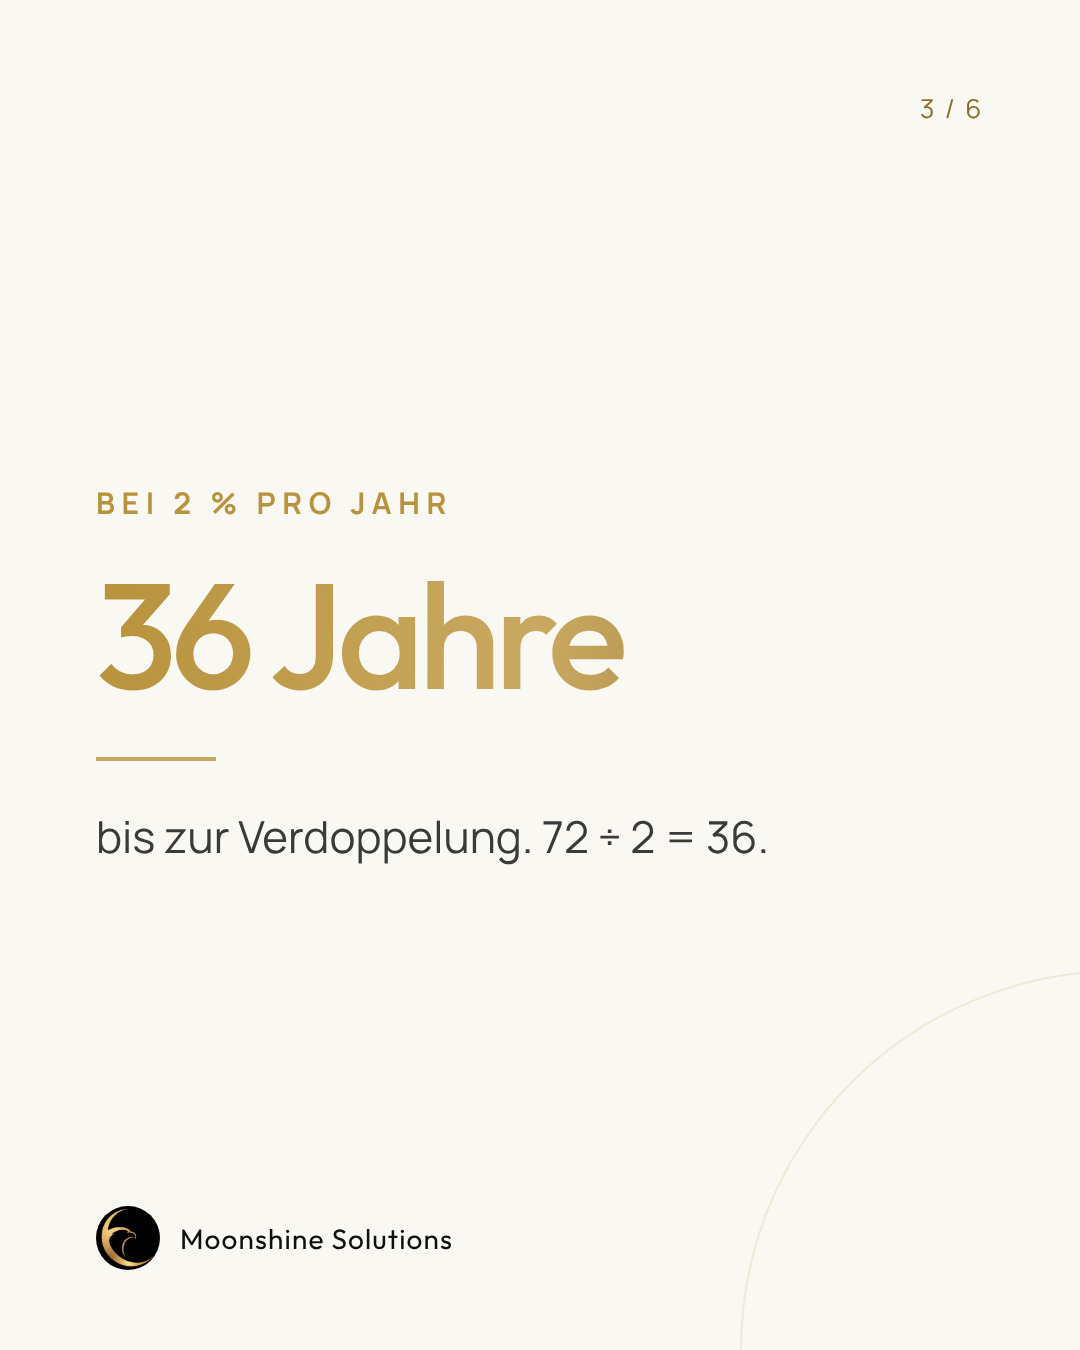 3 / 6
BEI 2 % PRO JAHR
36 Jahre
bis zur Verdoppelung. 72 ÷ 2 = 36.
Moonshine Solutions